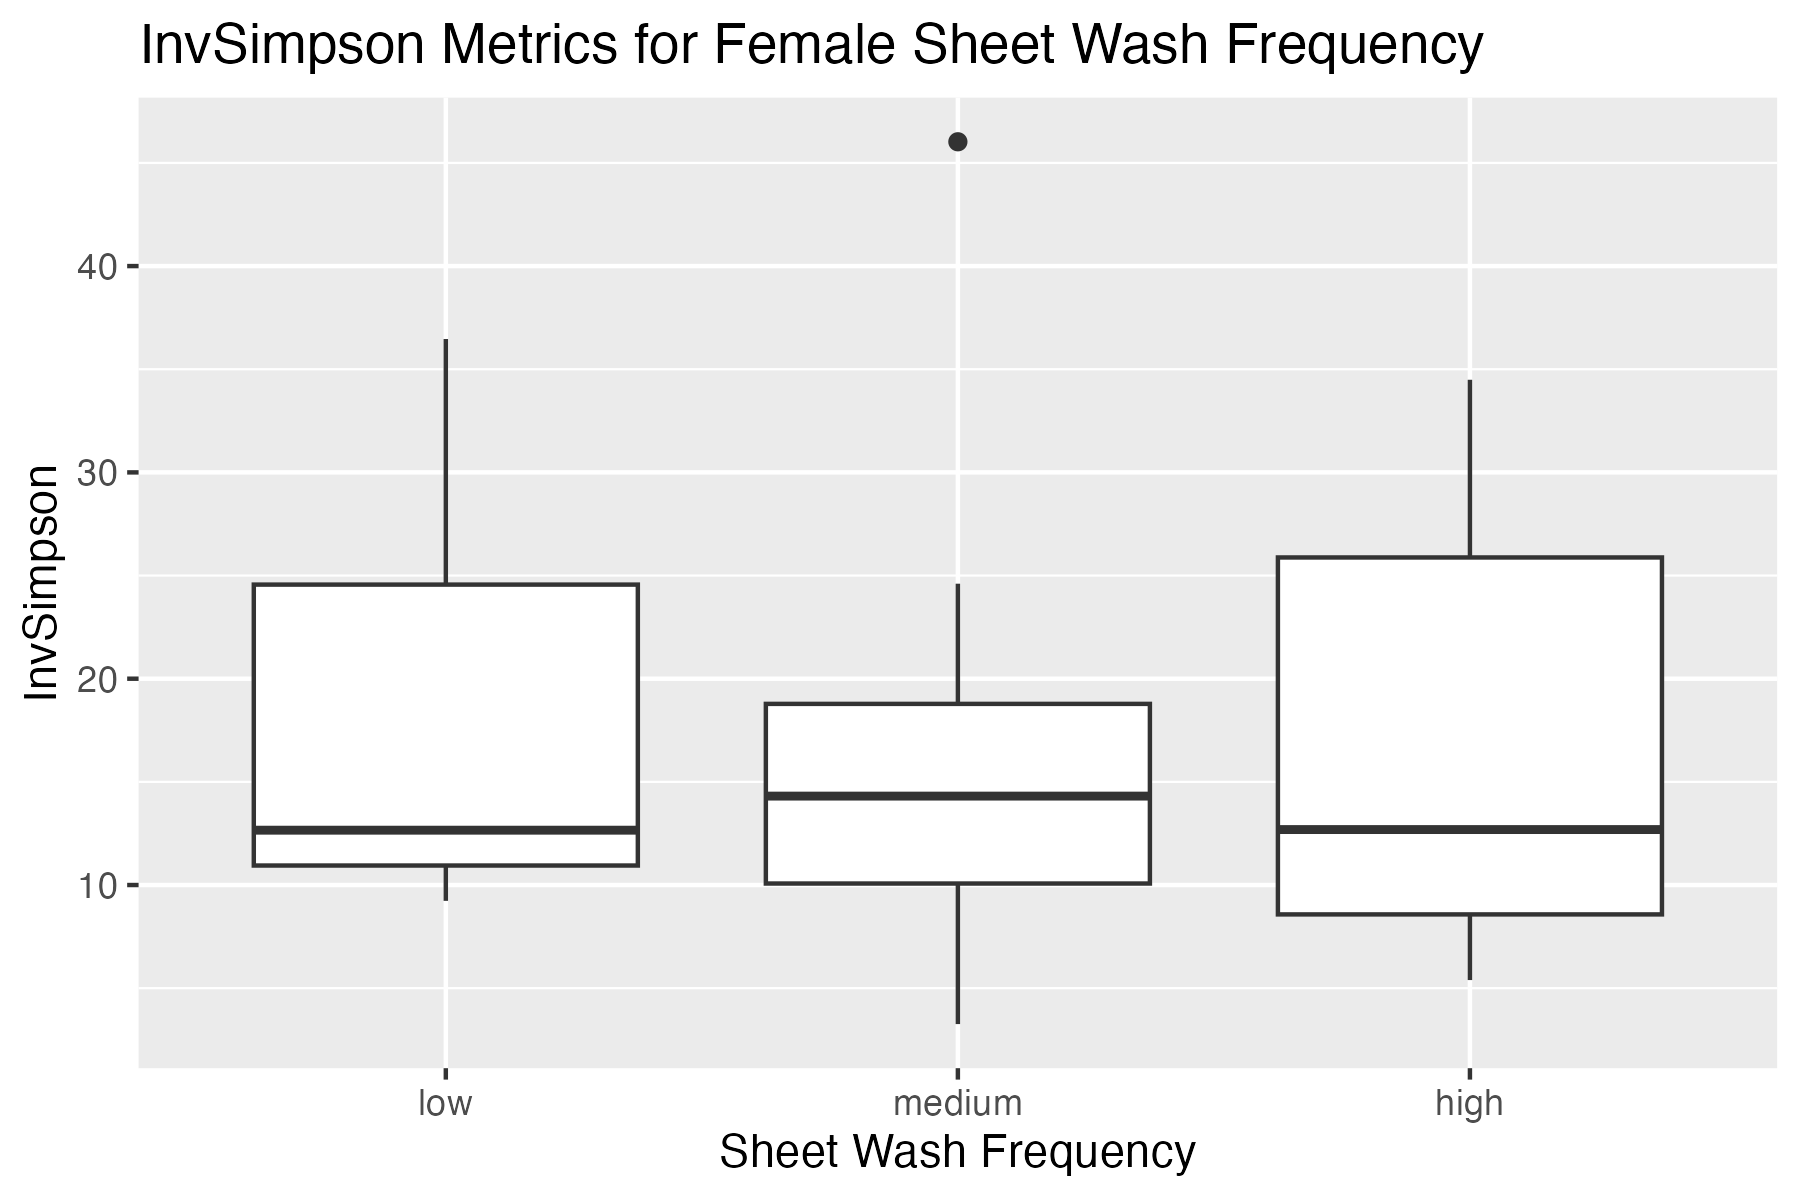 InvSimpson Metrics for Female Sheet Wash Frequency
InvSimpson
40
30
20
10
low
medium
high
Sheet Wash Frequency